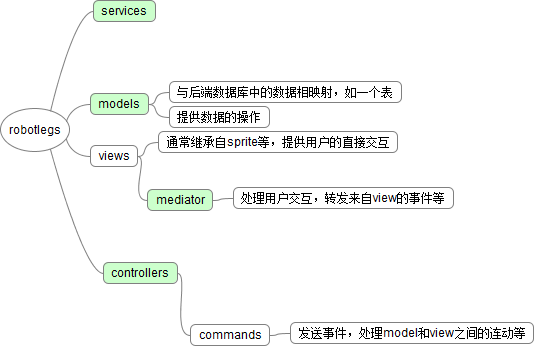 services
models
与后端数据库中的数据相映射，如一个表
提供数据的操作
robotlegs
views
通常继承自sprite等，提供用户的直接交互
mediator
处理用户交互，转发来自view的事件等
controllers
commands
发送事件，处理model和view之间的连动等